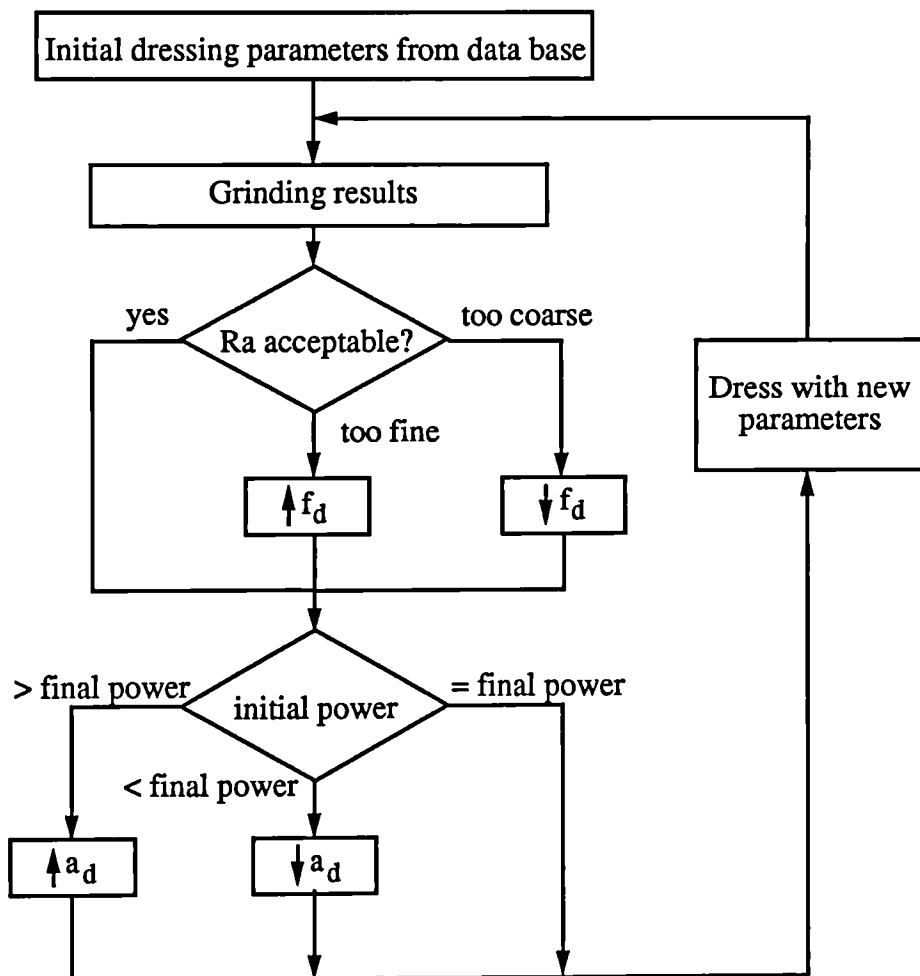 Initial dressing parameters from data base
Grinding results
yes
too coarse
Ra acceptable?
Dress with new
parameters
too fine
↑ f_d
↓ f_d
> final power
= final power
initial power
< final power
↑ a_d
↓ a_d